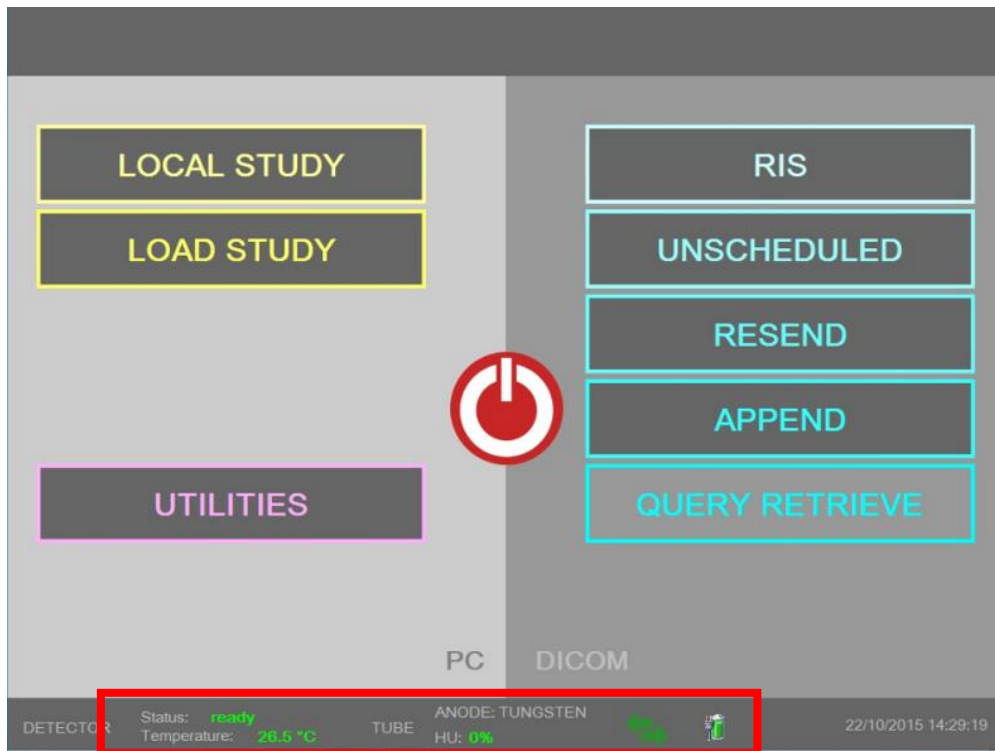 LOCAL STUDY
LOAD STUDY
UTILITIES
RIS
UNSCHEDULED
RESEND
APPEND
QUERY RETRIEVE
PC
DICOM
DETECTOR
Status: ready
Temperature: 26.5 °C
TUBE
ANODE: TUNGSTEN
HU: 0%
22/10/2015 14:29:19